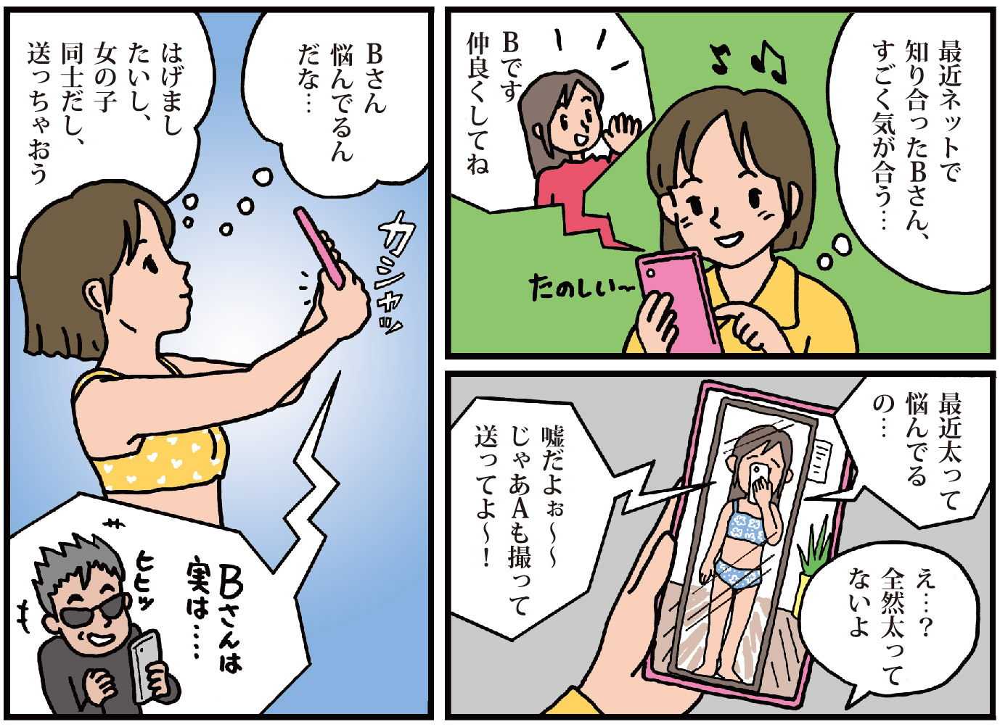 最近ネットで
知り合ったBさん、
すごく気が合う…
Bです
仲良くしてね
たのしい〜
最近太って
悩んでる
の…
え…?
全然太って
ないよ
嘘だよぉ〜〜
じゃあAも撮って
送ってよ〜!
Bさん
悩んでるん
だな…
はげまし
たいし、
女の子
同士だし、
送っちゃおう
カシャッ
Bさんは
実は……
ヒヒッ